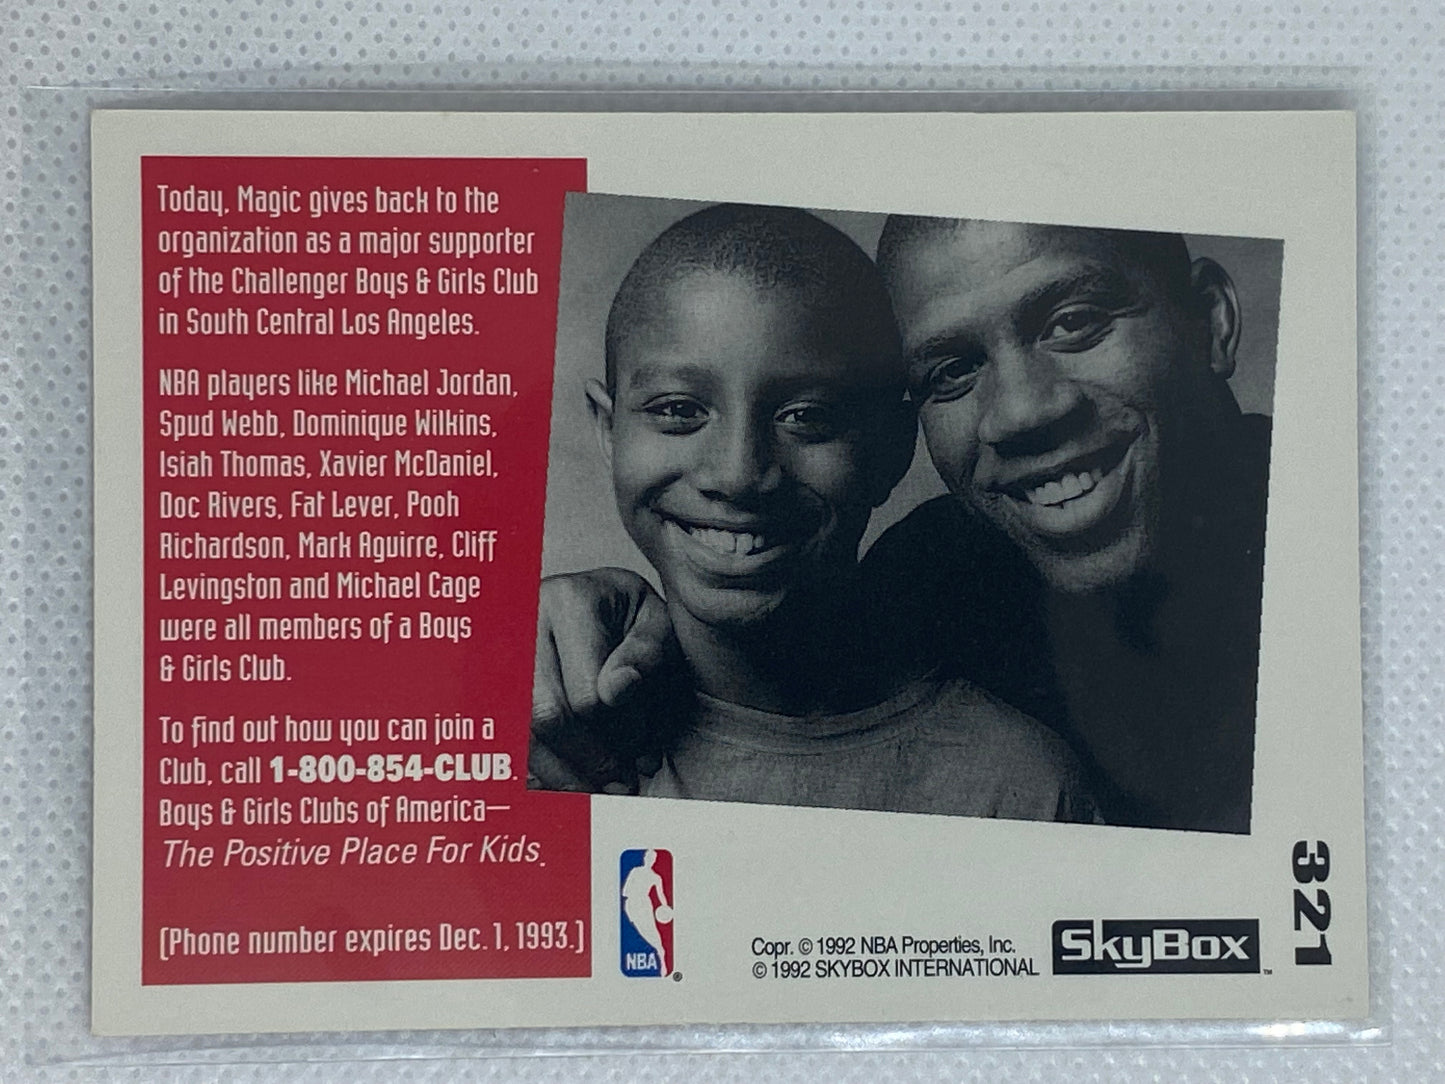 Today, Magic gives back to the
organization as a major supporter
of the Challenger Boys & Girls Club
in South Central Los Angeles.
NBA players like Michael Jordan,
Spud Webb, Dominique Wilkins,
Isiah Thomas, Xavier McDaniel,
Doc Rivers, Fat Lever, Pooh
Richardson, Mark Aguirre, Cliff
Levingston and Michael Cage
were all members of a Boys
& Girls Club.
To find out how you can join a
Club, call 1-800-854-CLUB.
Boys & Girls Clubs of America—
The Positive Place For Kids.
(Phone number expires Dec. 1, 1993.)
NBA ®
Copr. © 1992 NBA Properties, Inc.
© 1992 SKYBOX INTERNATIONAL
SkyBox ™
321